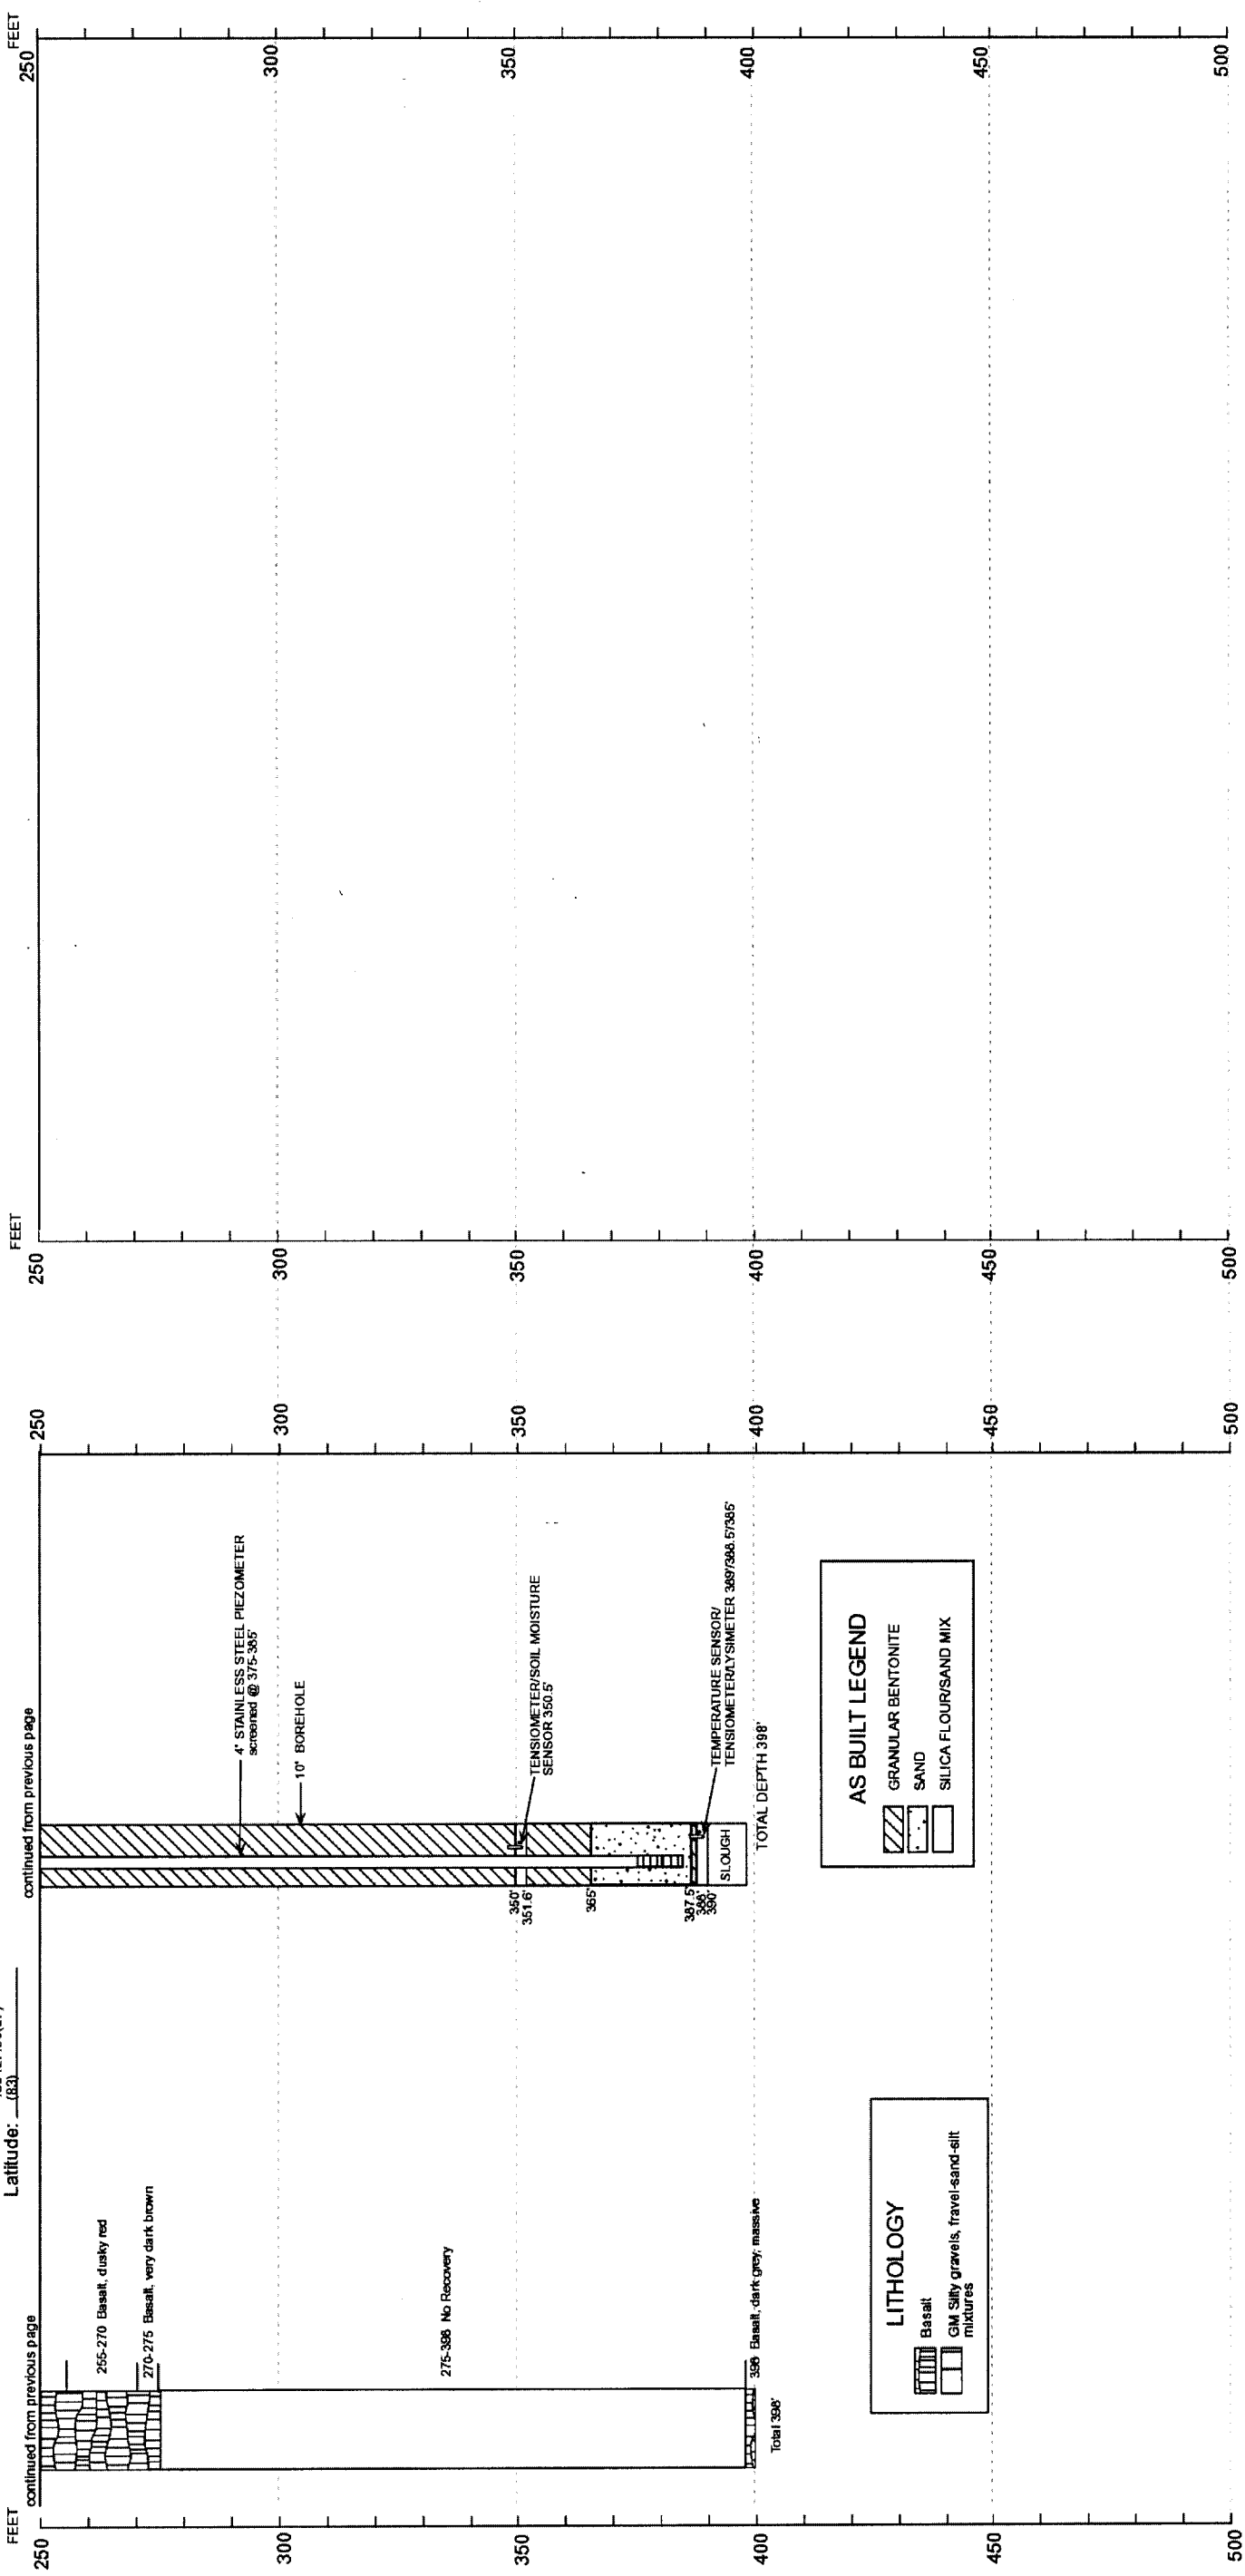 Latitude: (83)
FEET
continued from previous page
250
300
350
400
450
500
255-270 Basalt, dusky red
270-275 Basalt, very dark brown
275-398 No Recovery
398 Basalt, dark grey, massive
Total 398'
LITHOLOGY
Basalt
GM Silty gravels, fravel-sand-silt
mixtures
continued from previous page
4" STAINLESS STEEL PIEZOMETER
screened @ 375-385'
10" BOREHOLE
350'
351.6'
TENSIOMETER/SOIL MOISTURE
SENSOR 350.5'
365'
387.5'
388'
390'
TEMPERATURE SENSOR/
TENSIOMETER/LYSIMETER 389'/388.5'/385'
SLOUGH
TOTAL DEPTH 398'
AS BUILT LEGEND
GRANULAR BENTONITE
SAND
SILICA FLOUR/SAND MIX
250
300
350
400
450
500
FEET
250
300
350
400
450
500
FEET
250
300
350
400
450
500